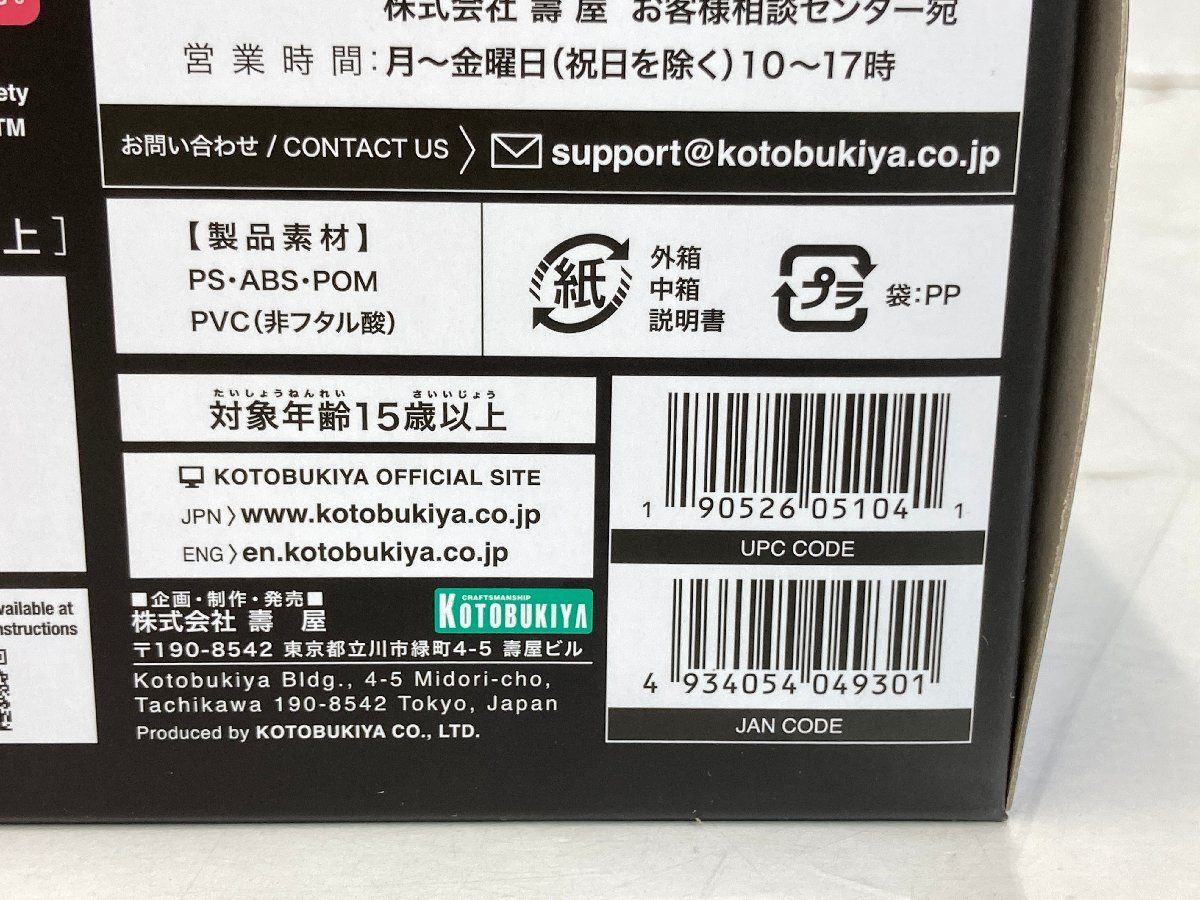 ety
TM
上]
vailable at
nstructions
株式会社 壽 屋 お客様相談センター宛
営業時間:月〜金曜日(祝日を除く)10〜17時
お問い合わせ / CONTACT US 〉 support@kotobukiya.co.jp
【製品素材】
PS・ABS・POM
PVC(非フタル酸)
紙
外箱
中箱
説明書
プラ
袋:PP
たいしょうねんれい さいいじょう
対象年齢15歳以上
KOTOBUKIYA OFFICIAL SITE
JPN 〉www.kotobukiya.co.jp
ENG 〉en.kotobukiya.co.jp
■企画・制作・発売■
株式会社 壽 屋
CRAFTSMANSHIP
KOTOBUKIYA
〒190-8542 東京都立川市緑町4-5 壽屋ビル
Kotobukiya Bldg., 4-5 Midori-cho,
Tachikawa 190-8542 Tokyo, Japan
Produced by KOTOBUKIYA CO., LTD.
1 90526 05104 1
UPC CODE
4 934054 049301
JAN CODE